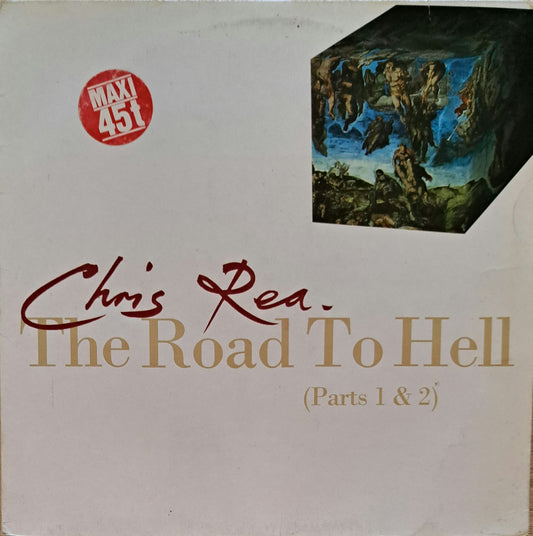 MAXI
45t
Chris Rea.
The Road To Hell
(Parts 1 & 2)